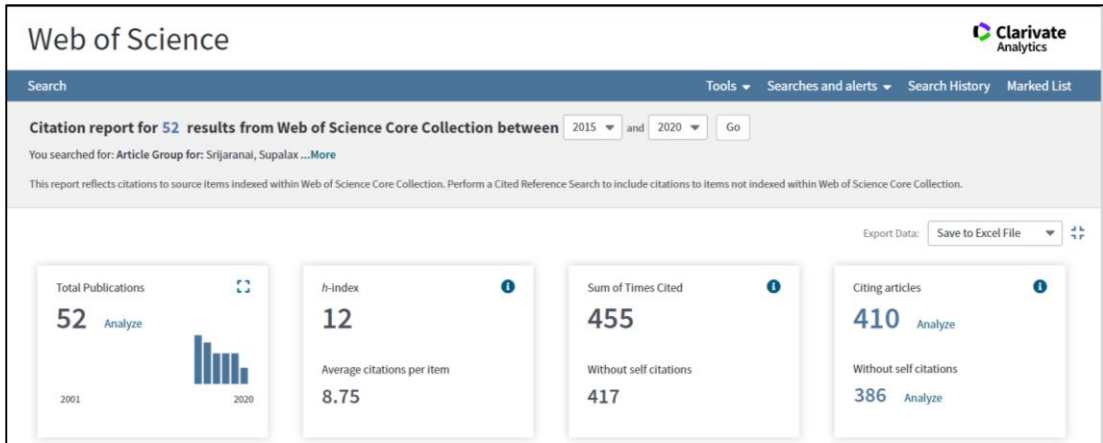 Web of Science
Clarivate
Analytics
Search
Tools
Searches and alerts
Search History
Marked List
Citation report for 52 results from Web of Science Core Collection between 2015 and 2020 Go
You searched for: Article Group for: Srijaranai, Supalax ...More
This report reflects citations to source items indexed within Web of Science Core Collection. Perform a Cited Reference Search to include citations to items not indexed within Web of Science Core Collection.
Export Data: Save to Excel File
Total Publications
52 Analyze
2001 2020
h-index
12
Average citations per item
8.75
Sum of Times Cited
455
Without self citations
417
Citing articles
410 Analyze
Without self citations
386 Analyze